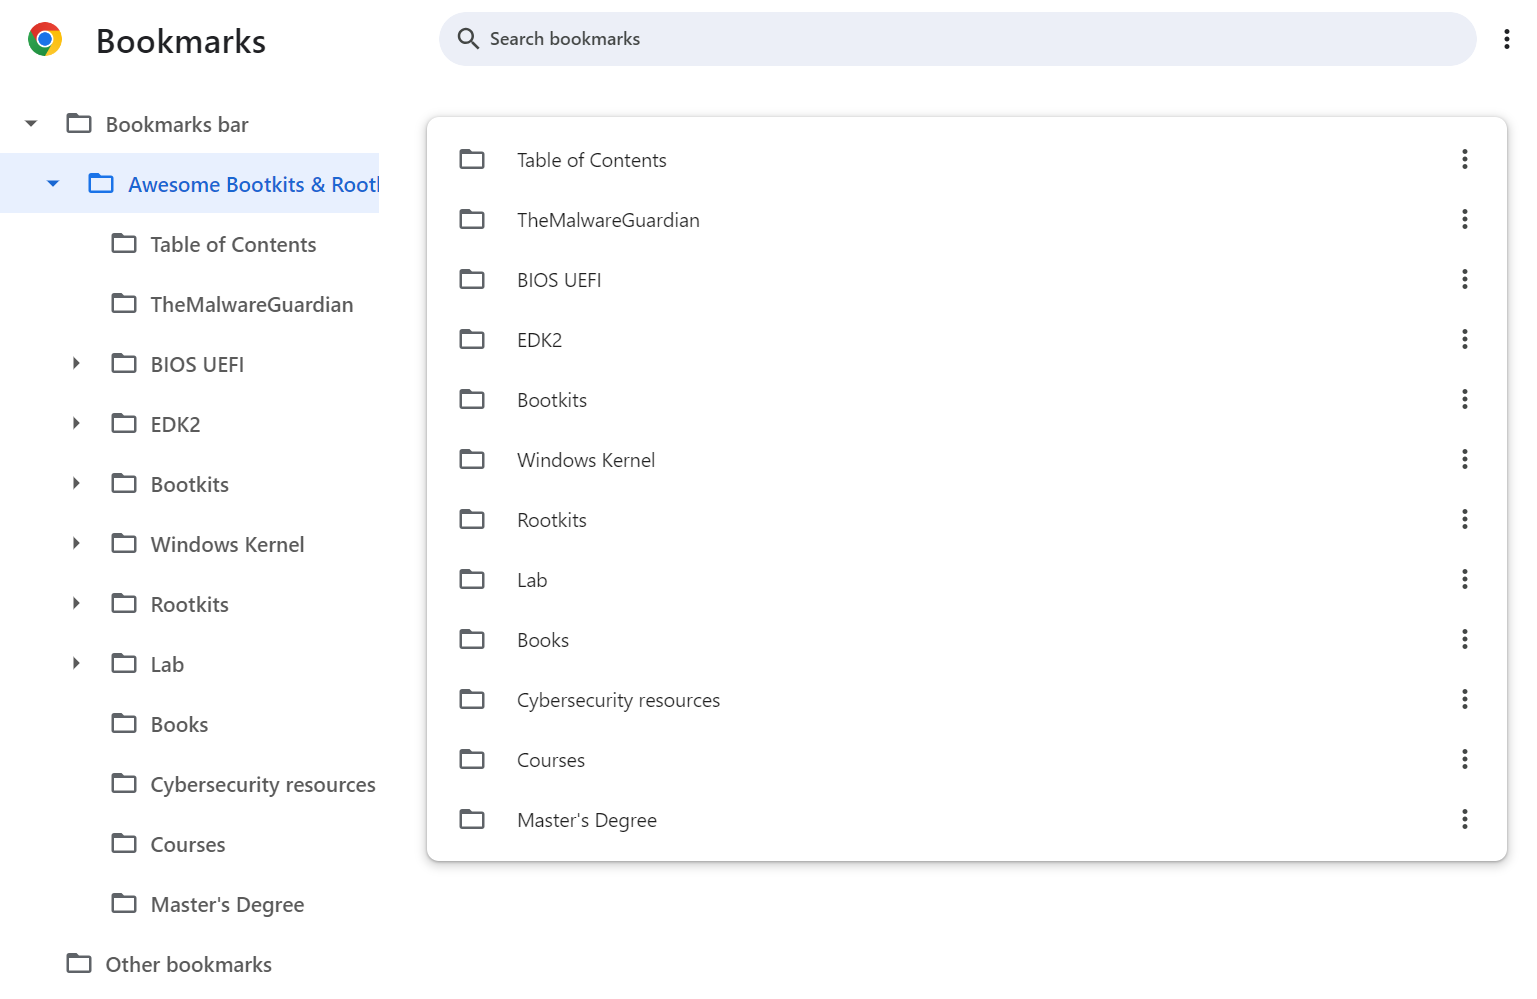 Bookmarks
Search bookmarks
Bookmarks bar
Awesome Bootkits & Root
Table of Contents
TheMalwareGuardian
BIOS UEFI
EDK2
Bootkits
Windows Kernel
Rootkits
Lab
Books
Cybersecurity resources
Courses
Master's Degree
Other bookmarks
Table of Contents
TheMalwareGuardian
BIOS UEFI
EDK2
Bootkits
Windows Kernel
Rootkits
Lab
Books
Cybersecurity resources
Courses
Master's Degree